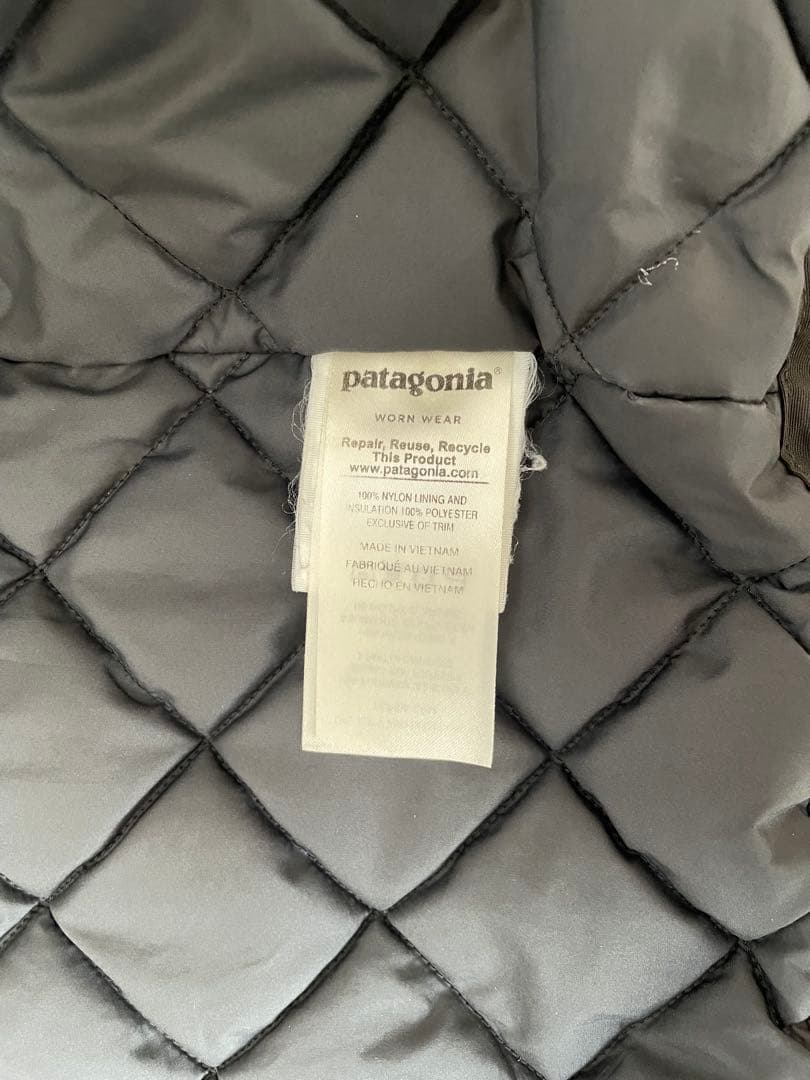 patagonia®
WORN WEAR
Repair, Reuse, Recycle
This Product
www.patagonia.com
100% NYLON LINING AND
INSULATION 100% POLYESTER
EXCLUSIVE OF TRIM
MADE IN VIETNAM
FABRIQUÉ AU VIETNAM
HECHO EN VIETNAM